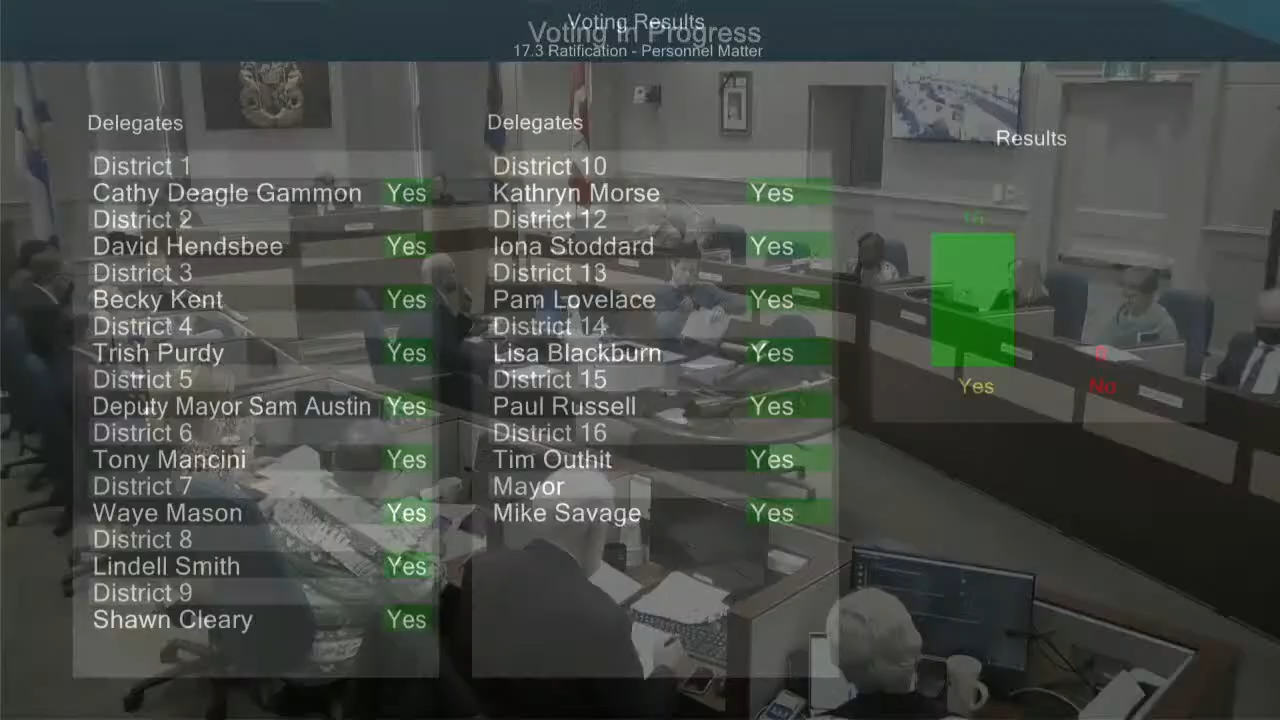 Voting Results
Voting In Progress
17.3 Ratification - Personnel Matter
Delegates
District 1
Cathy Deagle Gammon Yes
District 2
David Hendsbee Yes
District 3
Becky Kent Yes
District 4
Trish Purdy Yes
District 5
Deputy Mayor Sam Austin Yes
District 6
Tony Mancini Yes
District 7
Waye Mason Yes
District 8
Lindell Smith Yes
District 9
Shawn Cleary Yes
Delegates
District 10
Kathryn Morse Yes
District 12
Iona Stoddard Yes
District 13
Pam Lovelace Yes
District 14
Lisa Blackburn Yes
District 15
Paul Russell Yes
District 16
Tim Outhit Yes
Mayor
Mike Savage Yes
Results
Yes
No